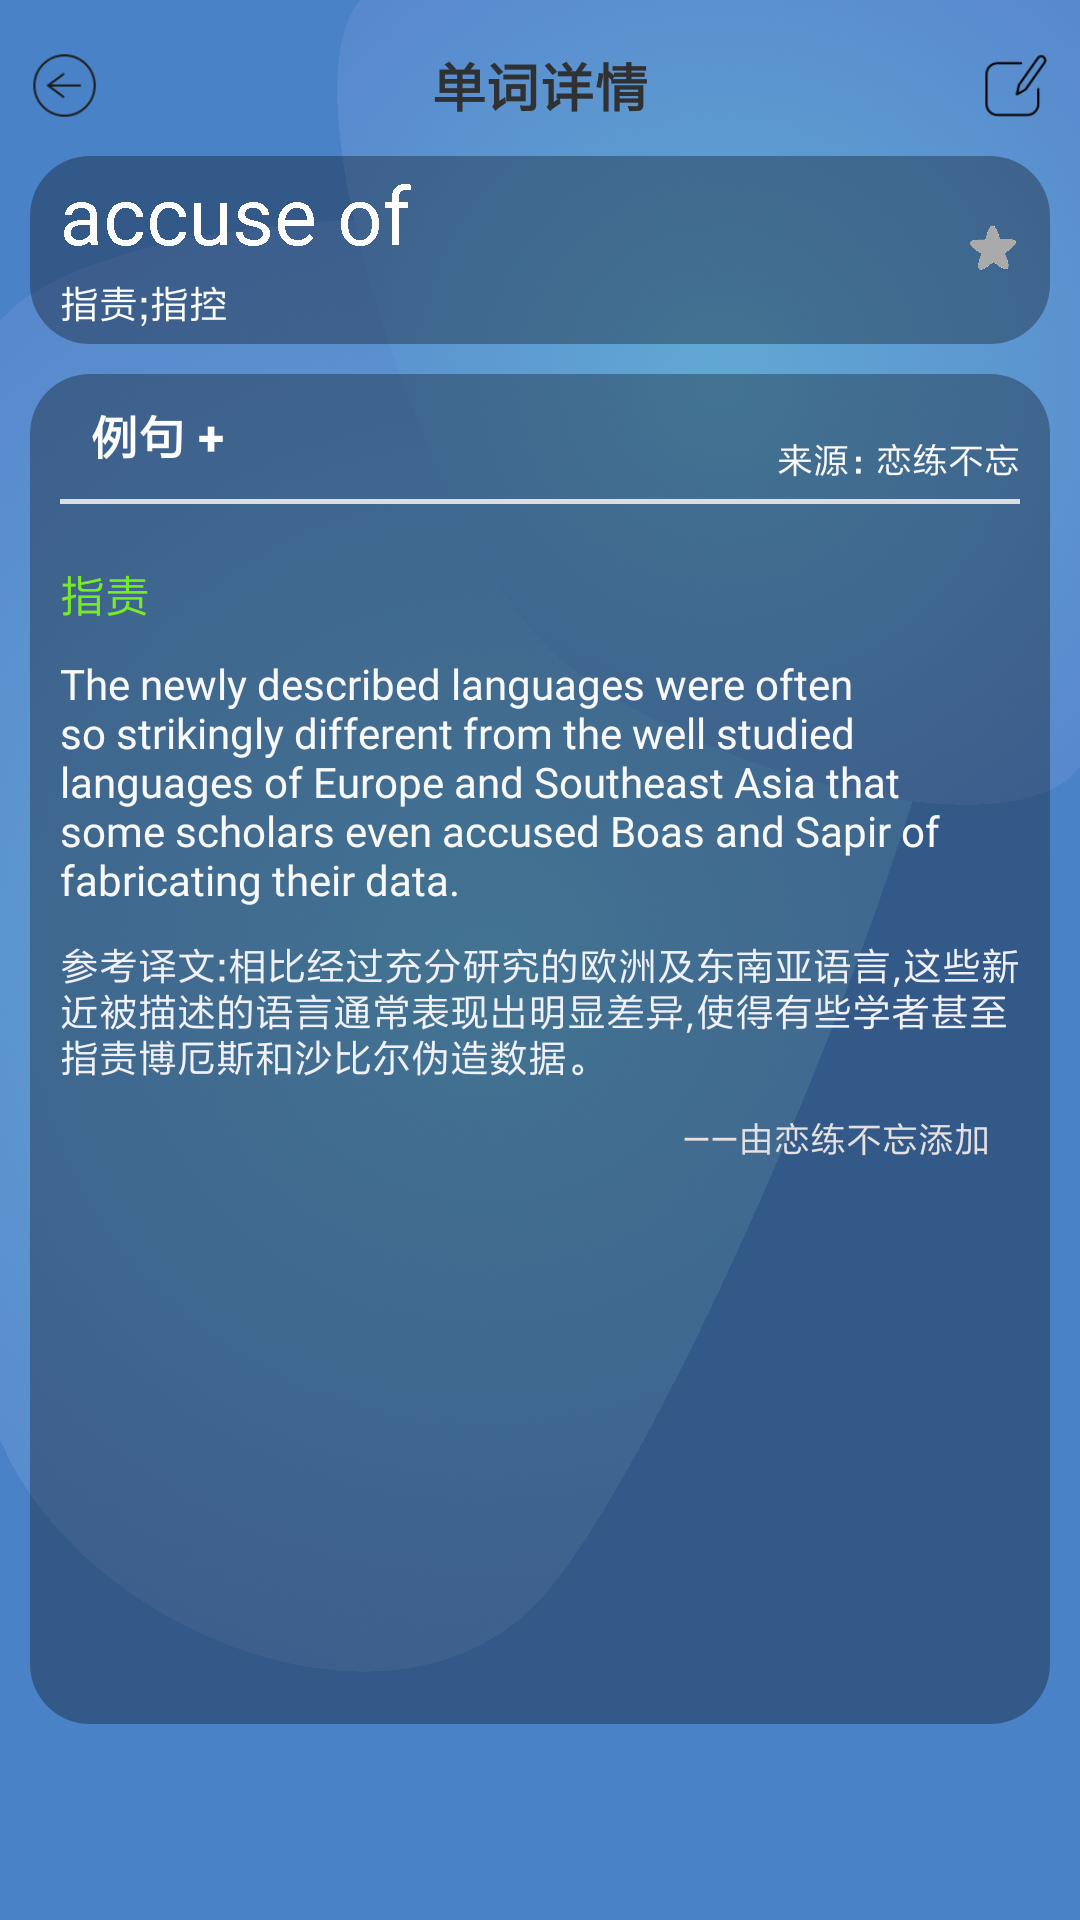 单词详情
accuse of
指责;指控
例句 +
来源: 恋练不忘
指责
The newly described languages were often
so strikingly different from the well studied
languages of Europe and Southeast Asia that
some scholars even accused Boas and Sapir of
fabricating their data.
参考译文:相比经过充分研究的欧洲及东南亚语言,这些新
近被描述的语言通常表现出明显差异,使得有些学者甚至
指责博厄斯和沙比尔伪造数据。
——由恋练不忘添加